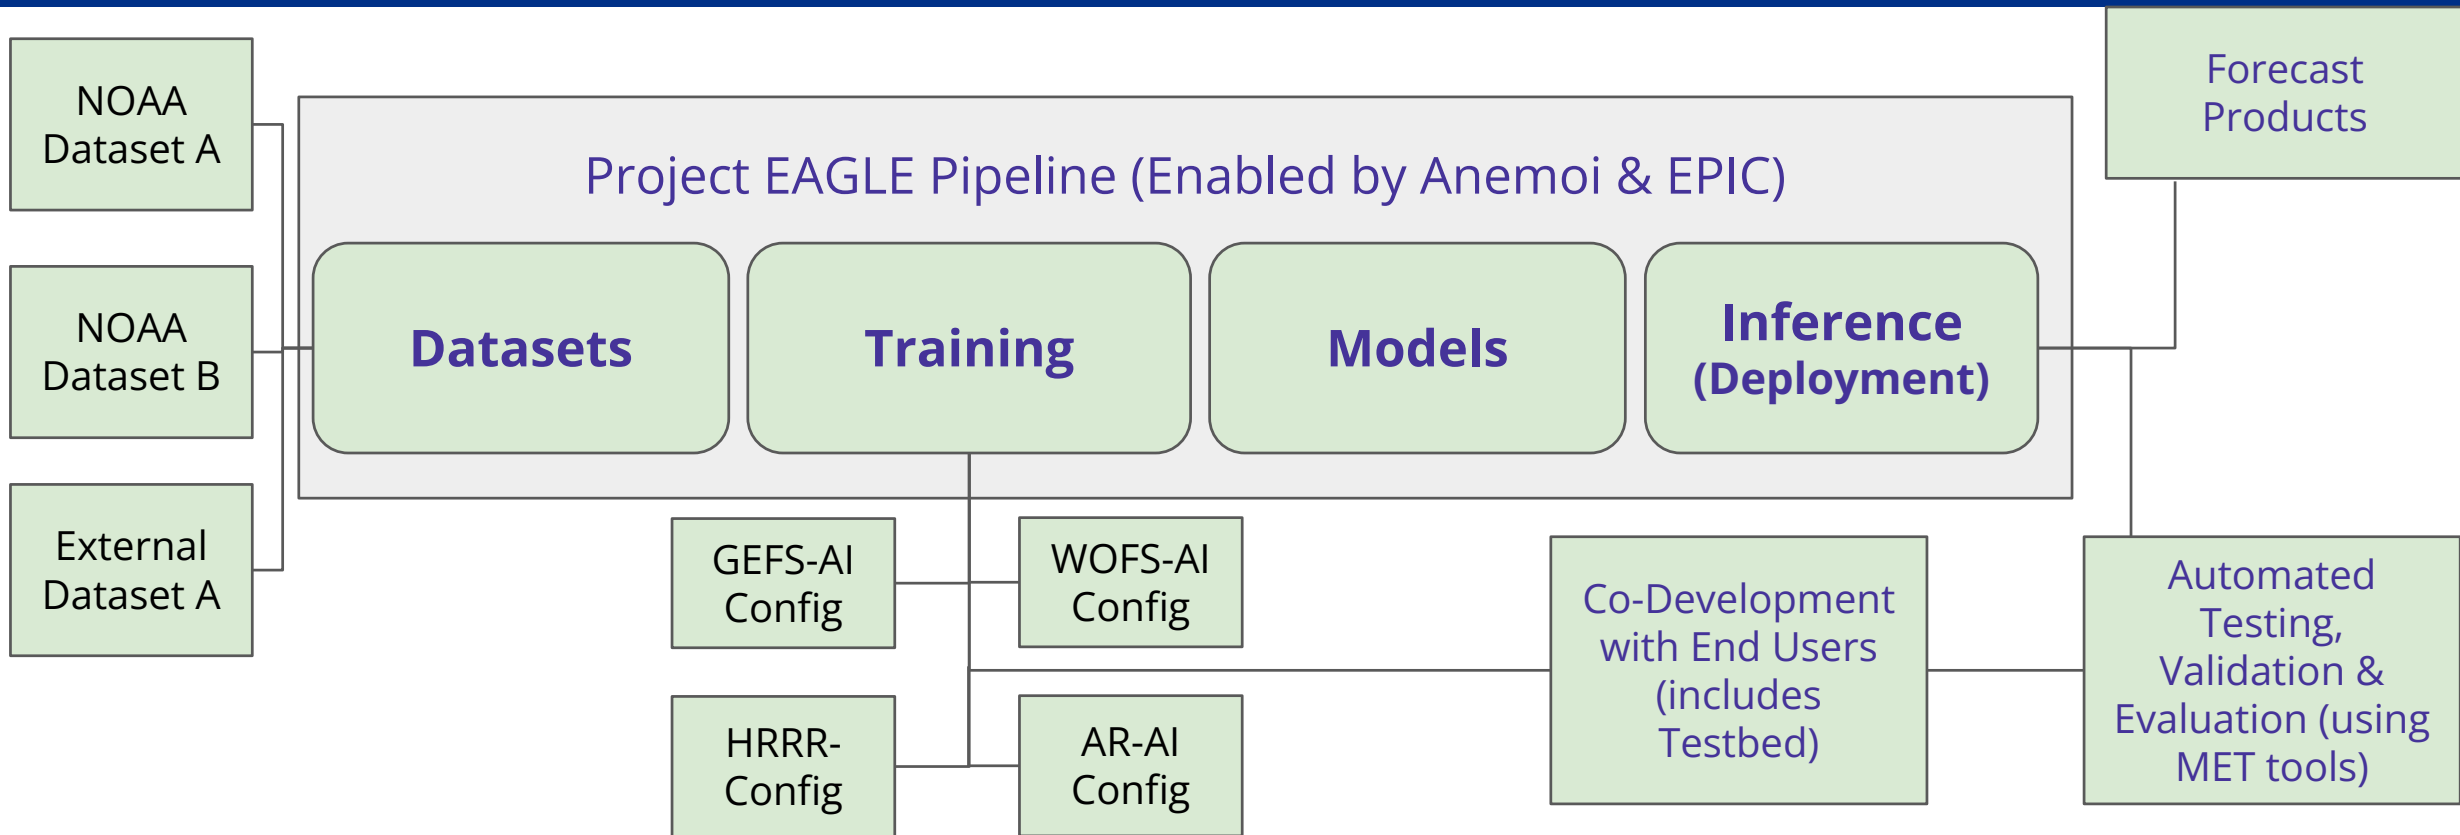 NOAA
Dataset A
NOAA
Dataset B
External
Dataset A
Project EAGLE Pipeline (Enabled by Anemoi & EPIC)
Datasets
Training
Models
Inference
(Deployment)
Forecast
Products
GEFS-AI
Config
WOFS-AI
Config
HRRR-
Config
AR-AI
Config
Co-Development
with End Users
(includes
Testbed)
Automated
Testing,
Validation &
Evaluation (using
MET tools)